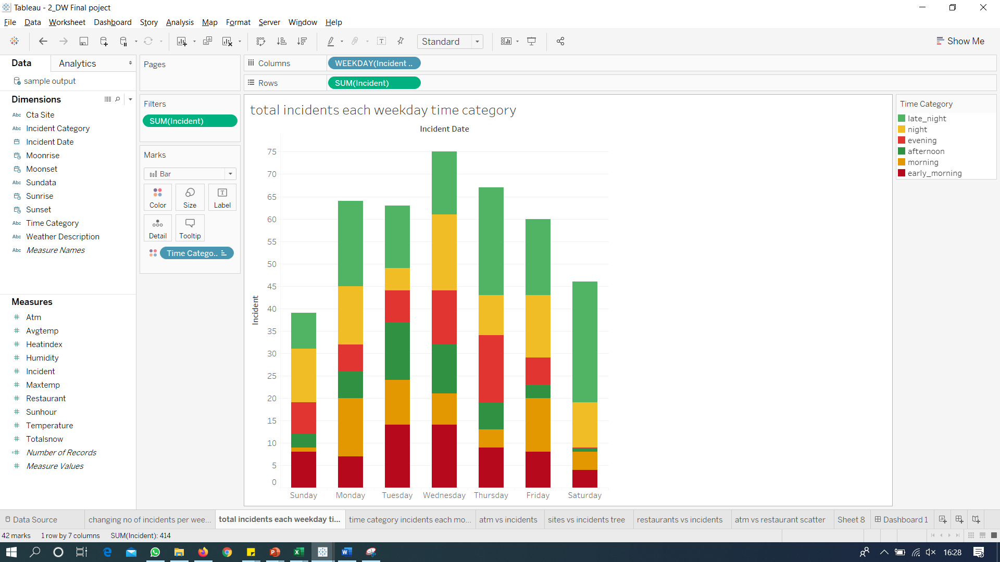 Tableau - 2_DW Final poject
File Data Worksheet Dashboard Story Analysis Map Format Server Window Help
Standard
Show Me
Data
Analytics
sample output
Dimensions
Abc Cta Site
Abc Incident Category
Incident Date
Moonrise
Moonset
Abc Sundata
Sunrise
Sunset
Abc Time Category
Abc Weather Description
Abc Measure Names
Measures
# Atm
# Avgtemp
# Heatindex
# Humidity
# Incident
# Maxtemp
# Restaurant
# Sunhour
# Temperature
# Totalsnow
=# Number of Records
# Measure Values
Pages
Filters
SUM(Incident)
Marks
Bar
Color
Size
Label
Detail
Tooltip
Time Catego..
Columns
WEEKDAY(Incident ..
Rows
SUM(Incident)
total incidents each weekday time category
Incident Date
Incident
75
70
65
60
55
50
45
40
35
30
25
20
15
10
5
0
Sunday Monday Tuesday Wednesday Thursday Friday Saturday
Time Category
late_night
night
evening
afternoon
morning
early_morning
Data Source
changing no of incidents per wee...
total incidents each weekday ti...
time category incidents each mo...
atm vs incidents
sites vs incidents tree
restaurants vs incidents
atm vs restaurant scatter
Sheet 8
Dashboard 1
42 marks 1 row by 7 columns SUM(Incident): 414
16:28